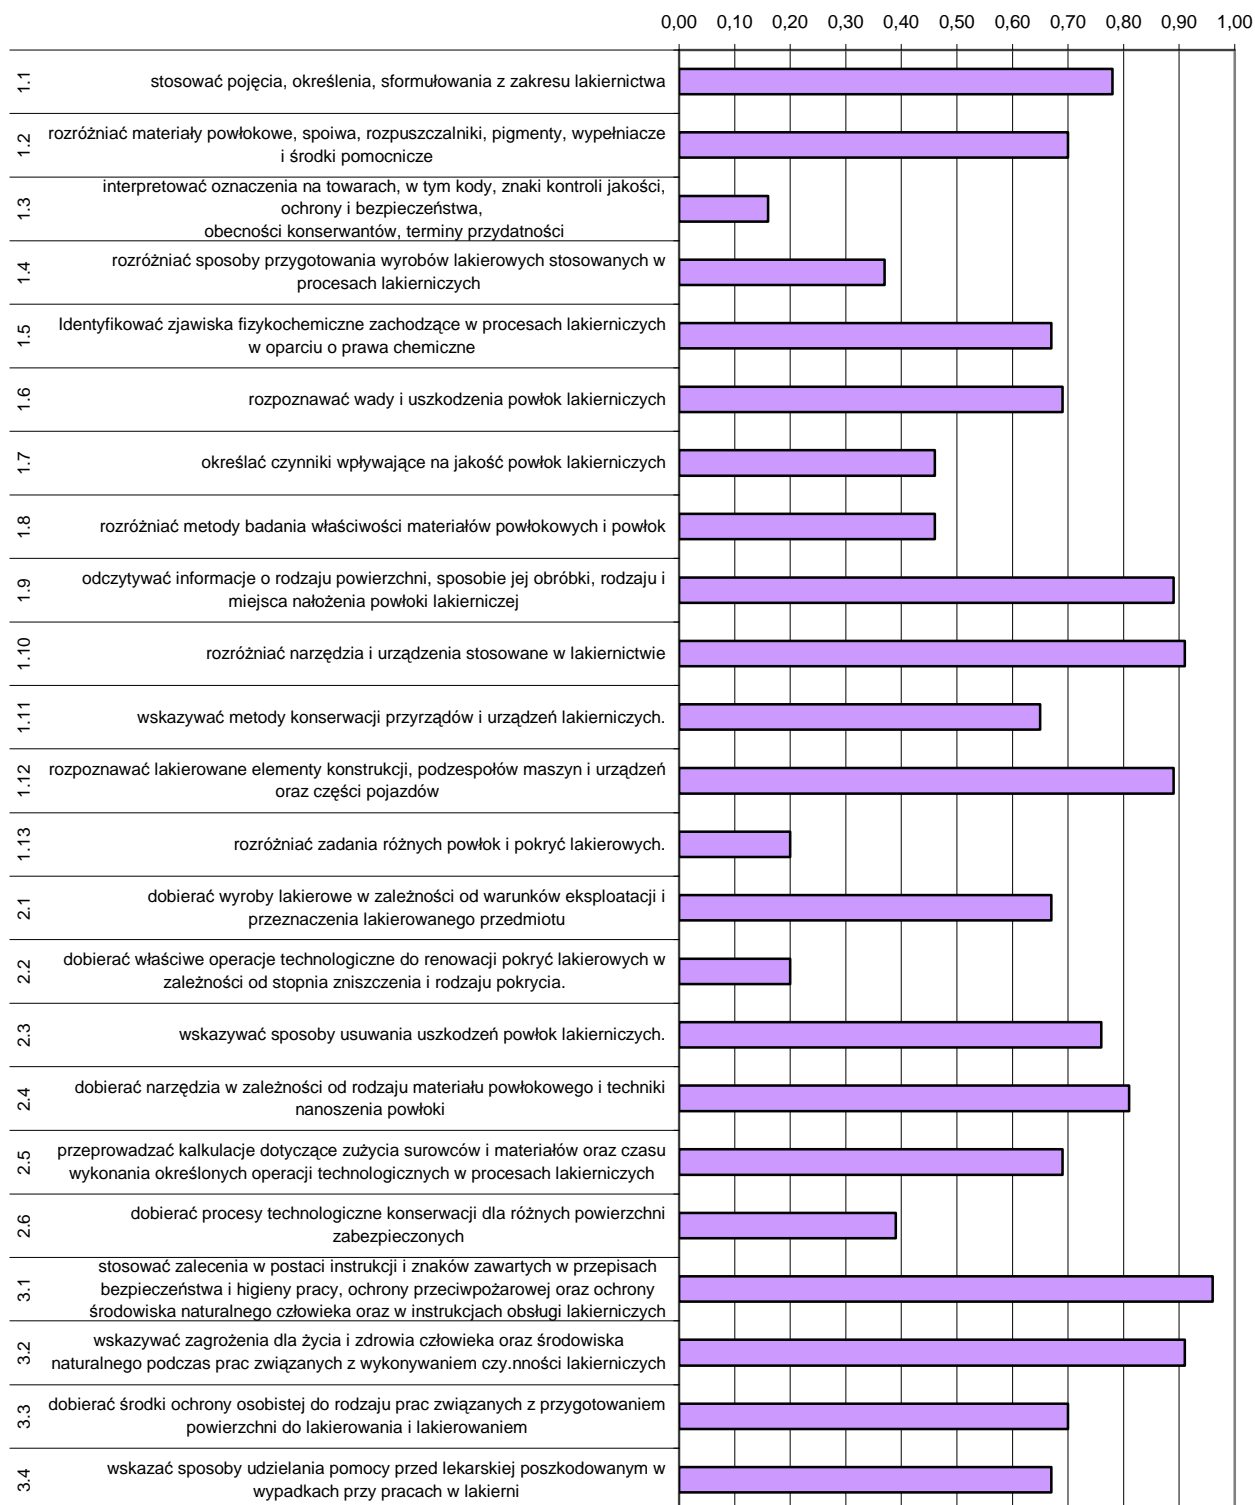 0,00 0,10 0,20 0,30 0,40 0,50 0,60 0,70 0,80 0,90 1,00
1.1
stosować pojęcia, określenia, sformułowania z zakresu lakiernictwa
1.2
rozróżniać materiały powłokowe, spoiwa, rozpuszczalniki, pigmenty, wypełniacze
i środki pomocnicze
1.3
interpretować oznaczenia na towarach, w tym kody, znaki kontroli jakości,
ochrony i bezpieczeństwa,
obecności konserwantów, terminy przydatności
1.4
rozróżniać sposoby przygotowania wyrobów lakierowych stosowanych w
procesach lakierniczych
1.5
Identyfikować zjawiska fizykochemiczne zachodzące w procesach lakierniczych
w oparciu o prawa chemiczne
1.6
rozpoznawać wady i uszkodzenia powłok lakierniczych
1.7
określać czynniki wpływające na jakość powłok lakierniczych
1.8
rozróżniać metody badania właściwości materiałów powłokowych i powłok
1.9
odczytywać informacje o rodzaju powierzchni, sposobie jej obróbki, rodzaju i
miejsca nałożenia powłoki lakierniczej
1.10
rozróżniać narzędzia i urządzenia stosowane w lakiernictwie
1.11
wskazywać metody konserwacji przyrządów i urządzeń lakierniczych.
1.12
rozpoznawać lakierowane elementy konstrukcji, podzespołów maszyn i urządzeń
oraz części pojazdów
1.13
rozróżniać zadania różnych powłok i pokryć lakierowych.
2.1
dobierać wyroby lakierowe w zależności od warunków eksploatacji i
przeznaczenia lakierowanego przedmiotu
2.2
dobierać właściwe operacje technologiczne do renowacji pokryć lakierowych w
zależności od stopnia zniszczenia i rodzaju pokrycia.
2.3
wskazywać sposoby usuwania uszkodzeń powłok lakierniczych.
2.4
dobierać narzędzia w zależności od rodzaju materiału powłokowego i techniki
nanoszenia powłoki
2.5
przeprowadzać kalkulacje dotyczące zużycia surowców i materiałów oraz czasu
wykonania określonych operacji technologicznych w procesach lakierniczych
2.6
dobierać procesy technologiczne konserwacji dla różnych powierzchni
zabezpieczonych
3.1
stosować zalecenia w postaci instrukcji i znaków zawartych w przepisach
bezpieczeństwa i higieny pracy, ochrony przeciwpożarowej oraz ochrony
środowiska naturalnego człowieka oraz w instrukcjach obsługi lakierniczych
3.2
wskazywać zagrożenia dla życia i zdrowia człowieka oraz środowiska
naturalnego podczas prac związanych z wykonywaniem czy.nności lakierniczych
3.3
dobierać środki ochrony osobistej do rodzaju prac związanych z przygotowaniem
powierzchni do lakierowania i lakierowaniem
3.4
wskazać sposoby udzielania pomocy przed lekarskiej poszkodowanym w
wypadkach przy pracach w lakierni